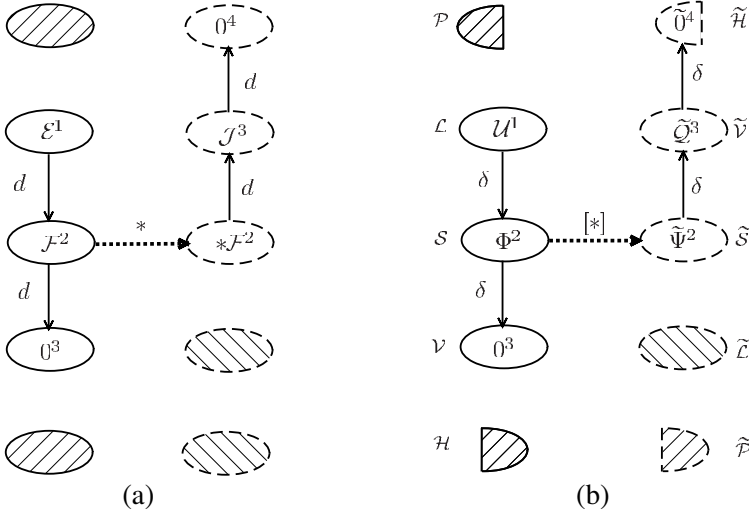 0⁴
d
ℰ¹
𝒥³
d
d
ℱ²
*
*ℱ²
d
0³
(a)
𝒫
0̃⁴
ℋ̃
δ
ℒ
𝒰¹
𝒬̃³
𝒱̃
δ
δ
𝒮
Φ²
[*]
Ψ̃²
𝒮̃
δ
𝒱
0³
ℒ̃
ℋ
𝒫̃
(b)